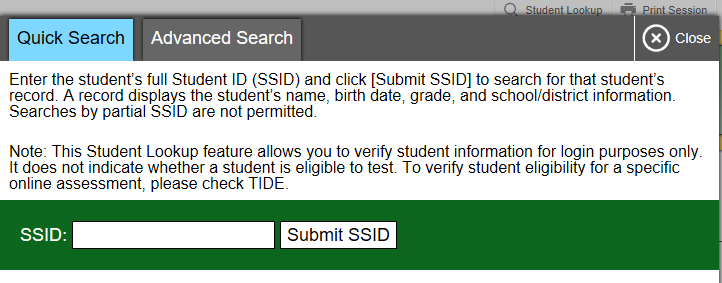 Student Lookup Print Session
Quick Search Advanced Search Close
Enter the student's full Student ID (SSID) and click [Submit SSID] to search for that student's
record. A record displays the student's name, birth date, grade, and school/district information.
Searches by partial SSID are not permitted.
Note: This Student Lookup feature allows you to verify student information for login purposes only.
It does not indicate whether a student is eligible to test. To verify student eligibility for a specific
online assessment, please check TIDE.
SSID: Submit SSID